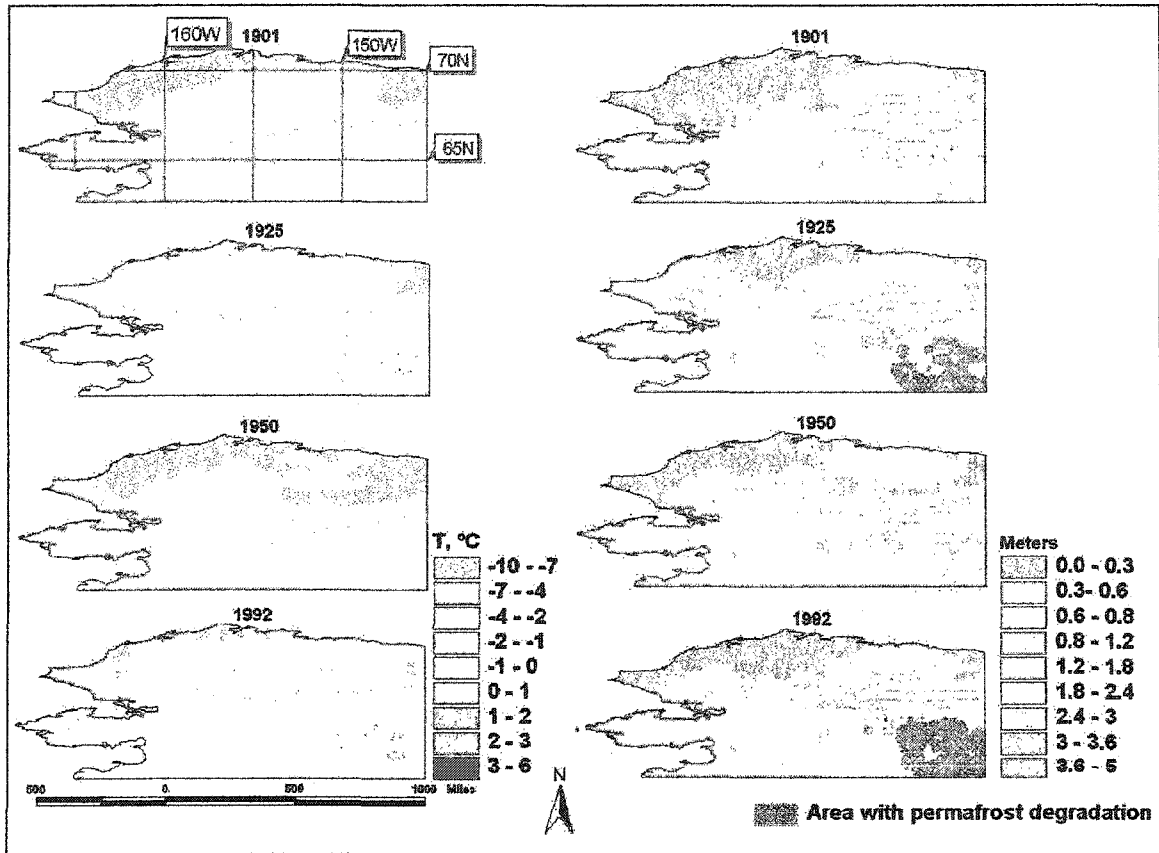 160W
1901
150W
70N
65N
1901
1925
1925
1950
1950
T, °C
-10 - -7
-7 - -4
-4 - -2
-2 - -1
-1 - 0
0 - 1
1 - 2
2 - 3
3 - 6
1992
1992
Meters
0.0 - 0.3
0.3- 0.6
0.6 - 0.8
0.8 - 1.2
1.2 - 1.8
1.8 - 2.4
2.4 - 3
3 - 3.6
3.6 - 5
500 0 500 1000 Miles
N
Area with permafrost degradation